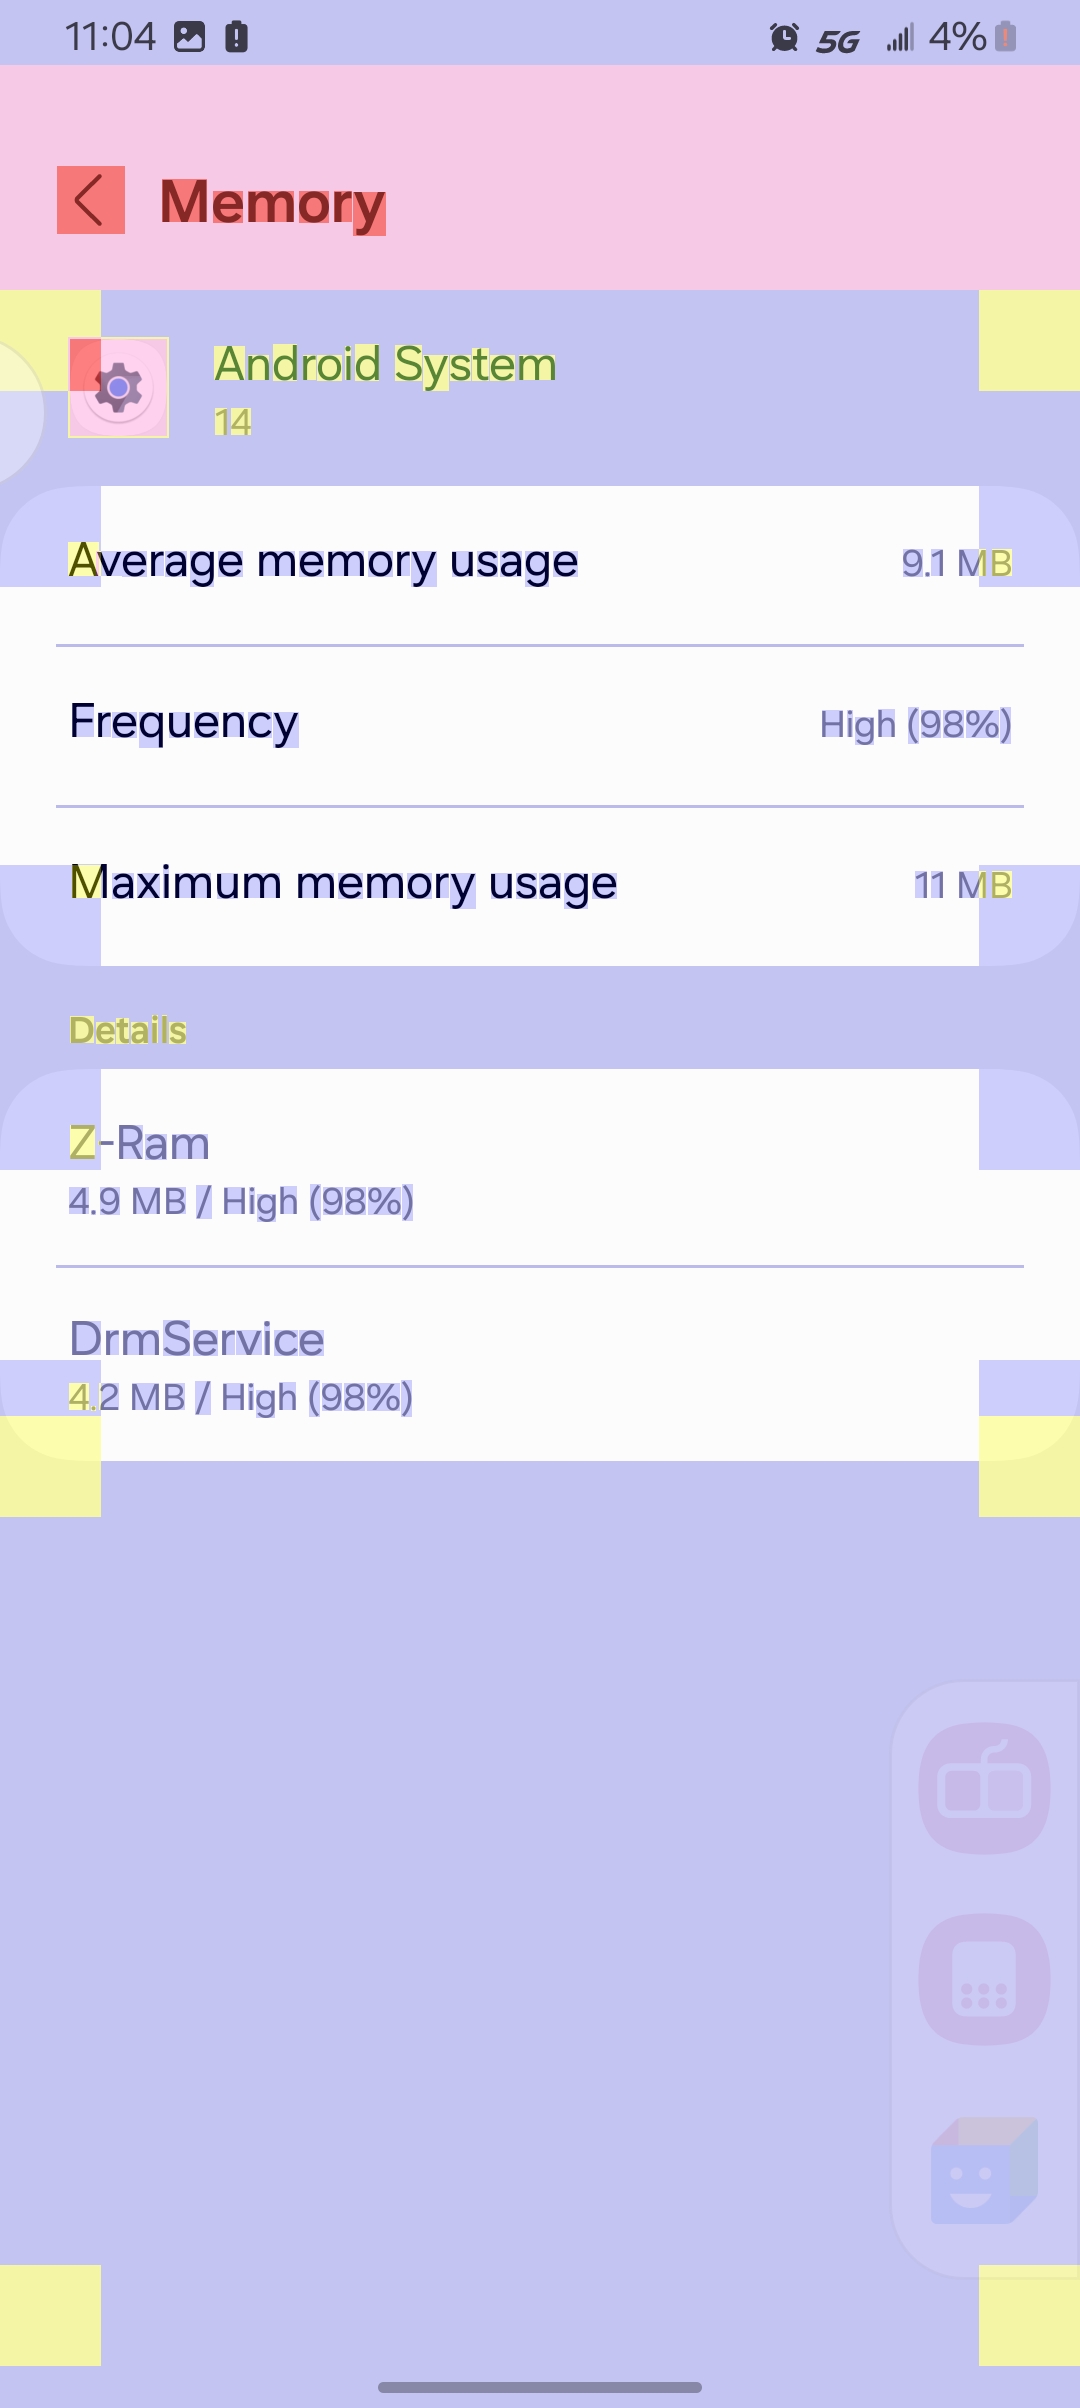 11:04 5G 4%
Memory
Android System
14
Average memory usage 9.1 MB
Frequency High (98%)
Maximum memory usage 11 MB
Details
Z-Ram
4.9 MB / High (98%)
DrmService
4.2 MB / High (98%)